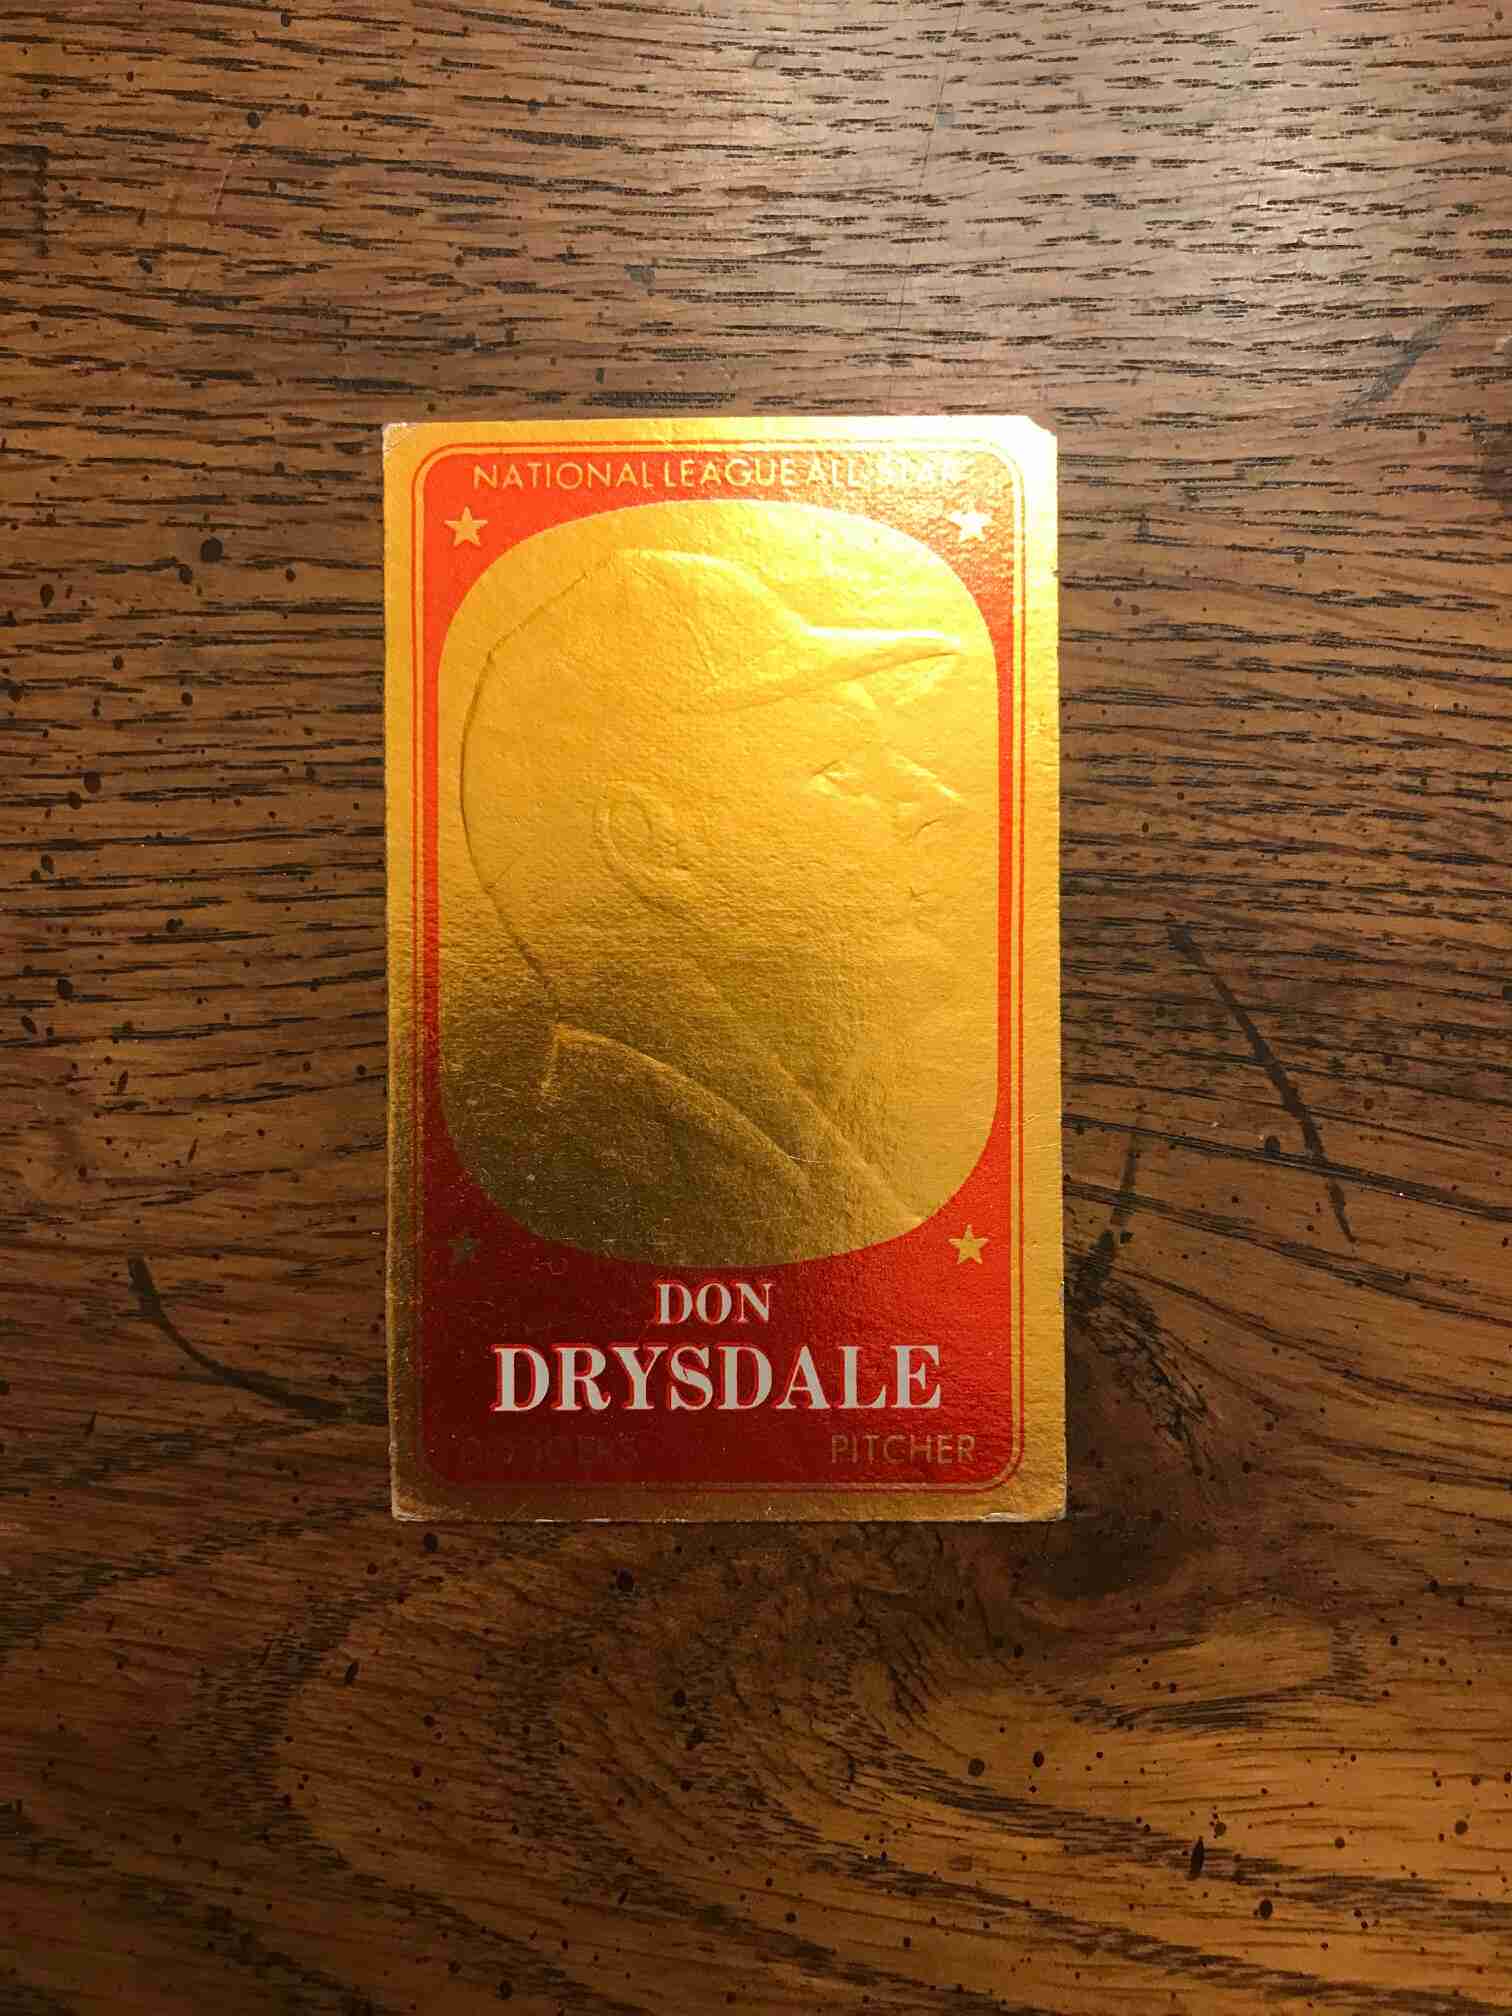 NATIONAL LEAGUE ALL-STAR
DON
DRYSDALE
DODGERS PITCHER